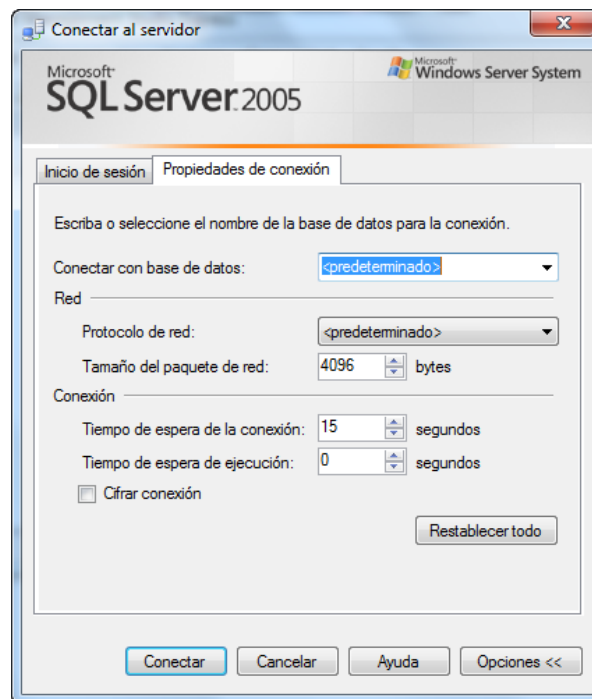 Conectar al servidor
Microsoft
SQL Server 2005
Microsoft
Windows Server System
Inicio de sesión
Propiedades de conexión
Escriba o seleccione el nombre de la base de datos para la conexión.
Conectar con base de datos: <predeterminado>
Red
Protocolo de red: <predeterminado>
Tamaño del paquete de red: 4096 bytes
Conexión
Tiempo de espera de la conexión: 15 segundos
Tiempo de espera de ejecución: 0 segundos
Cifrar conexión
Restablecer todo
Conectar Cancelar Ayuda Opciones <<